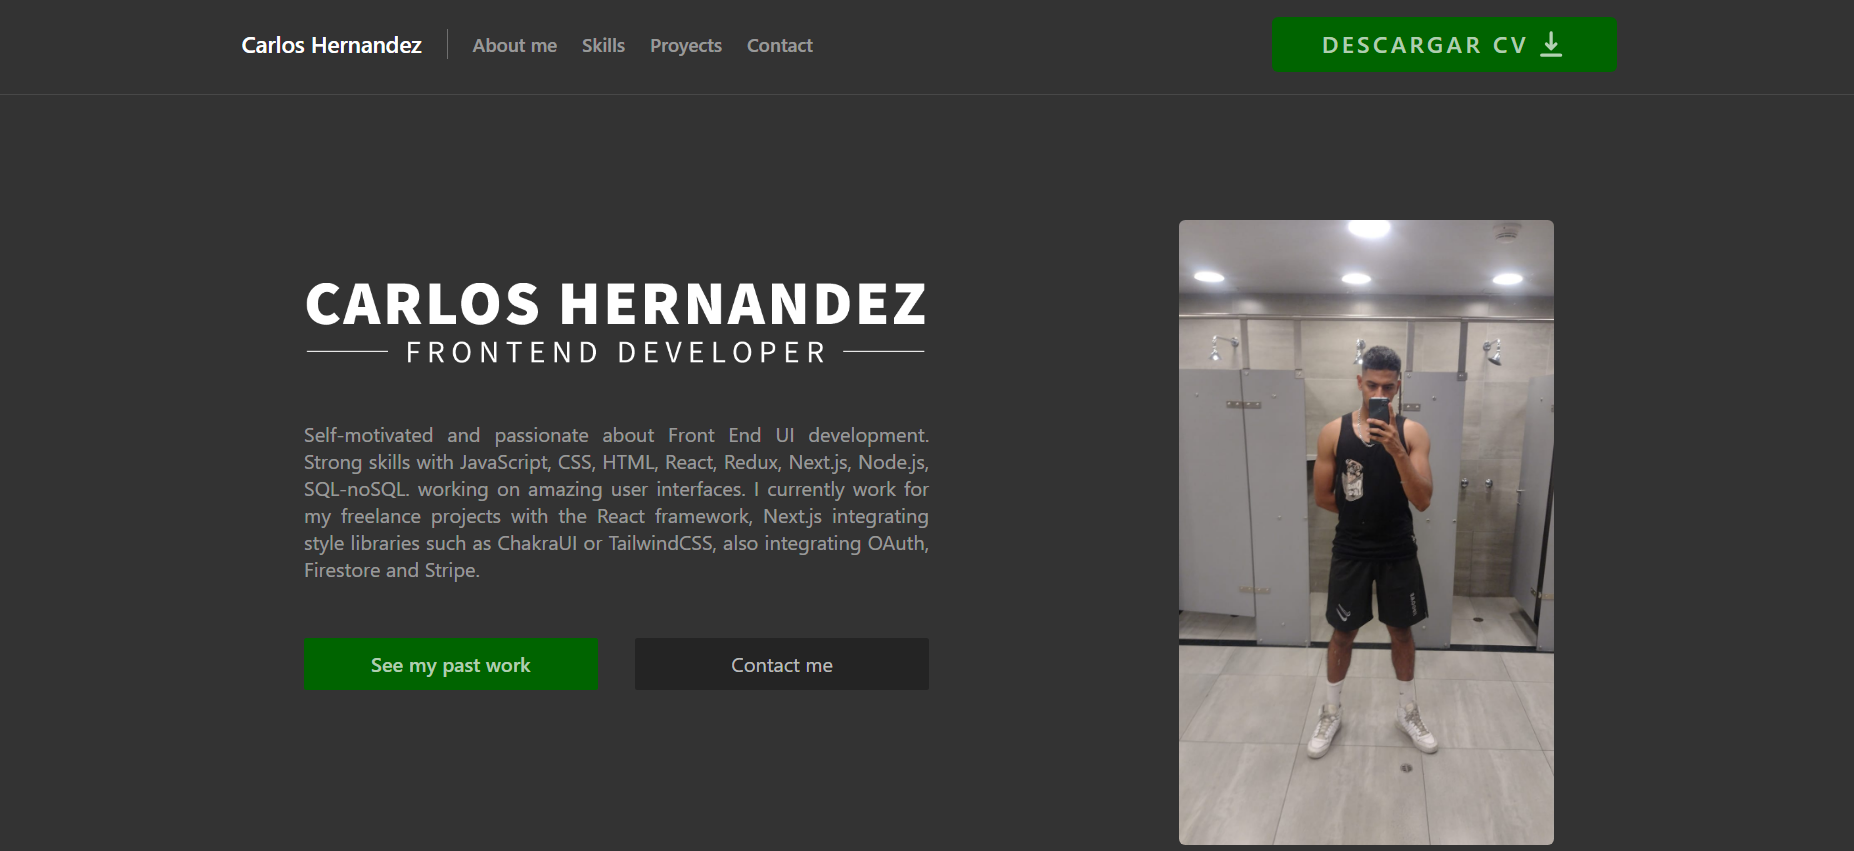 Carlos Hernandez
About me Skills Proyects Contact
DESCARGAR CV
CARLOS HERNANDEZ
FRONTEND DEVELOPER
Self-motivated and passionate about Front End UI development.
Strong skills with JavaScript, CSS, HTML, React, Redux, Next.js, Node.js,
SQL-noSQL. working on amazing user interfaces. I currently work for
my freelance projects with the React framework, Next.js integrating
style libraries such as ChakraUI or TailwindCSS, also integrating OAuth,
Firestore and Stripe.
See my past work
Contact me